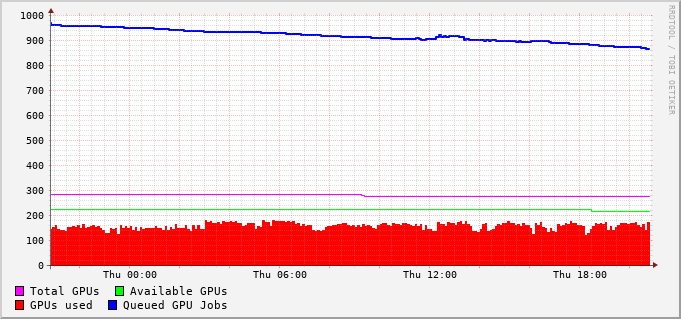 RRDTOOL / TOBI OETIKER
1000
900
800
700
600
500
400
300
200
100
0
Thu 00:00 Thu 06:00 Thu 12:00 Thu 18:00
Total GPUs Available GPUs
GPUs used Queued GPU Jobs